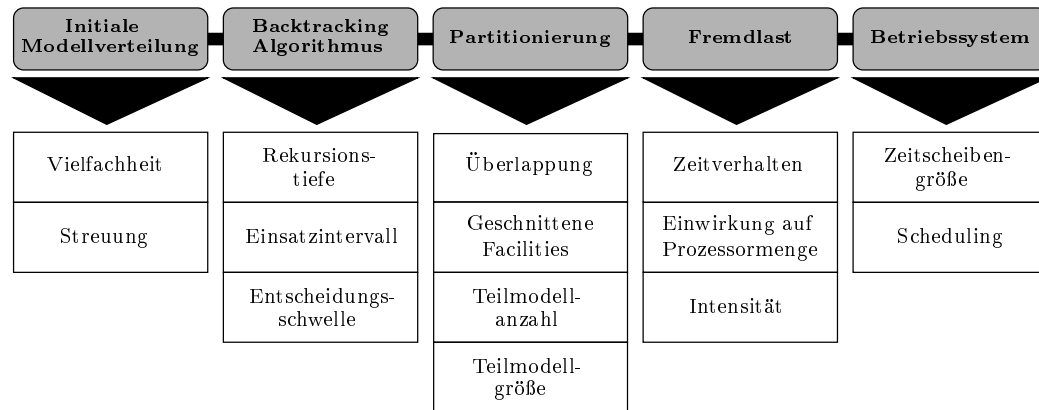 Initiale
Modellverteilung
Backtracking
Algorithmus
Partitionierung
Fremdlast
Betriebssystem
Vielfachheit
Streuung
Rekursions-
tiefe
Einsatzintervall
Entscheidungs-
schwelle
Überlappung
Geschnittene
Facilities
Teilmodell-
anzahl
Teilmodell-
größe
Zeitverhalten
Einwirkung auf
Prozessormenge
Intensität
Zeitscheiben-
größe
Scheduling